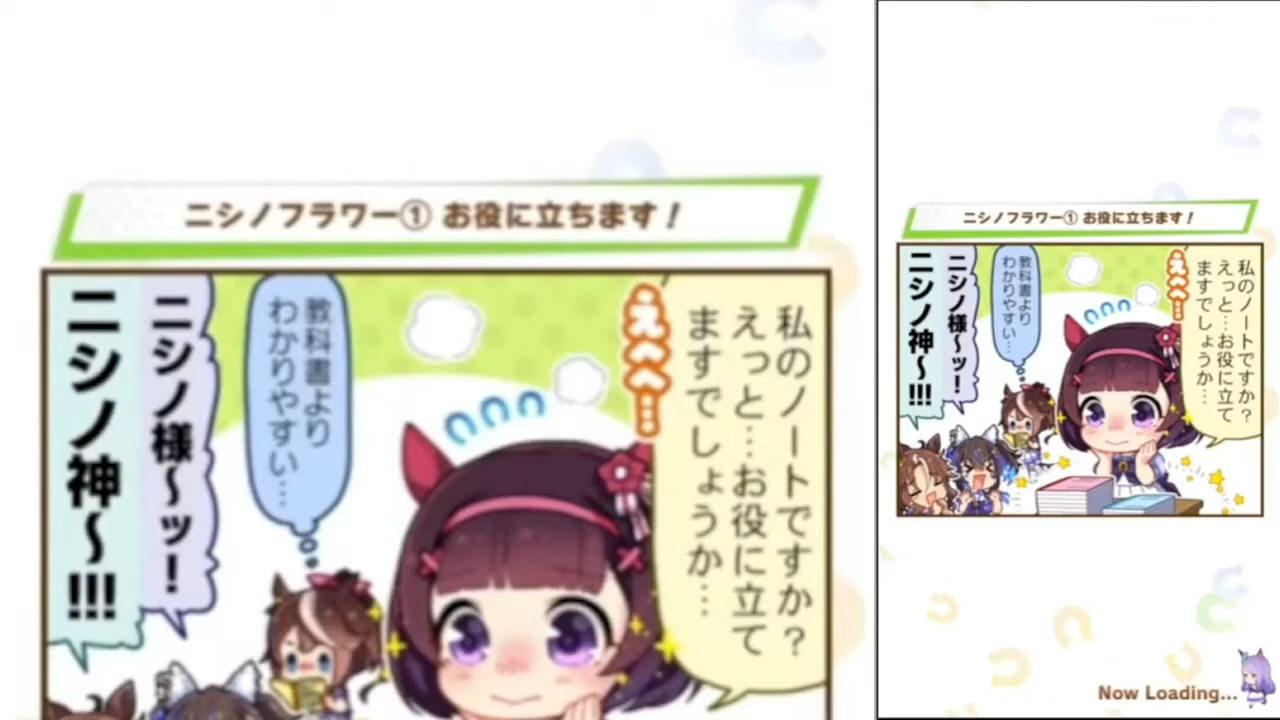 ニシノフラワー① お役に立ちます！
私のノートですか？
えっと…お役に立て
ますでしょうか…
えへへ…
教科書より
わかりやすい…
ニシノ様～ッ！
ニシノ神～!!!
ニシノフラワー① お役に立ちます！
私のノートですか？
えっと…お役に立て
ますでしょうか…
えへへ…
教科書より
わかりやすい…
ニシノ様～ッ！
ニシノ神～!!!
Now Loading...